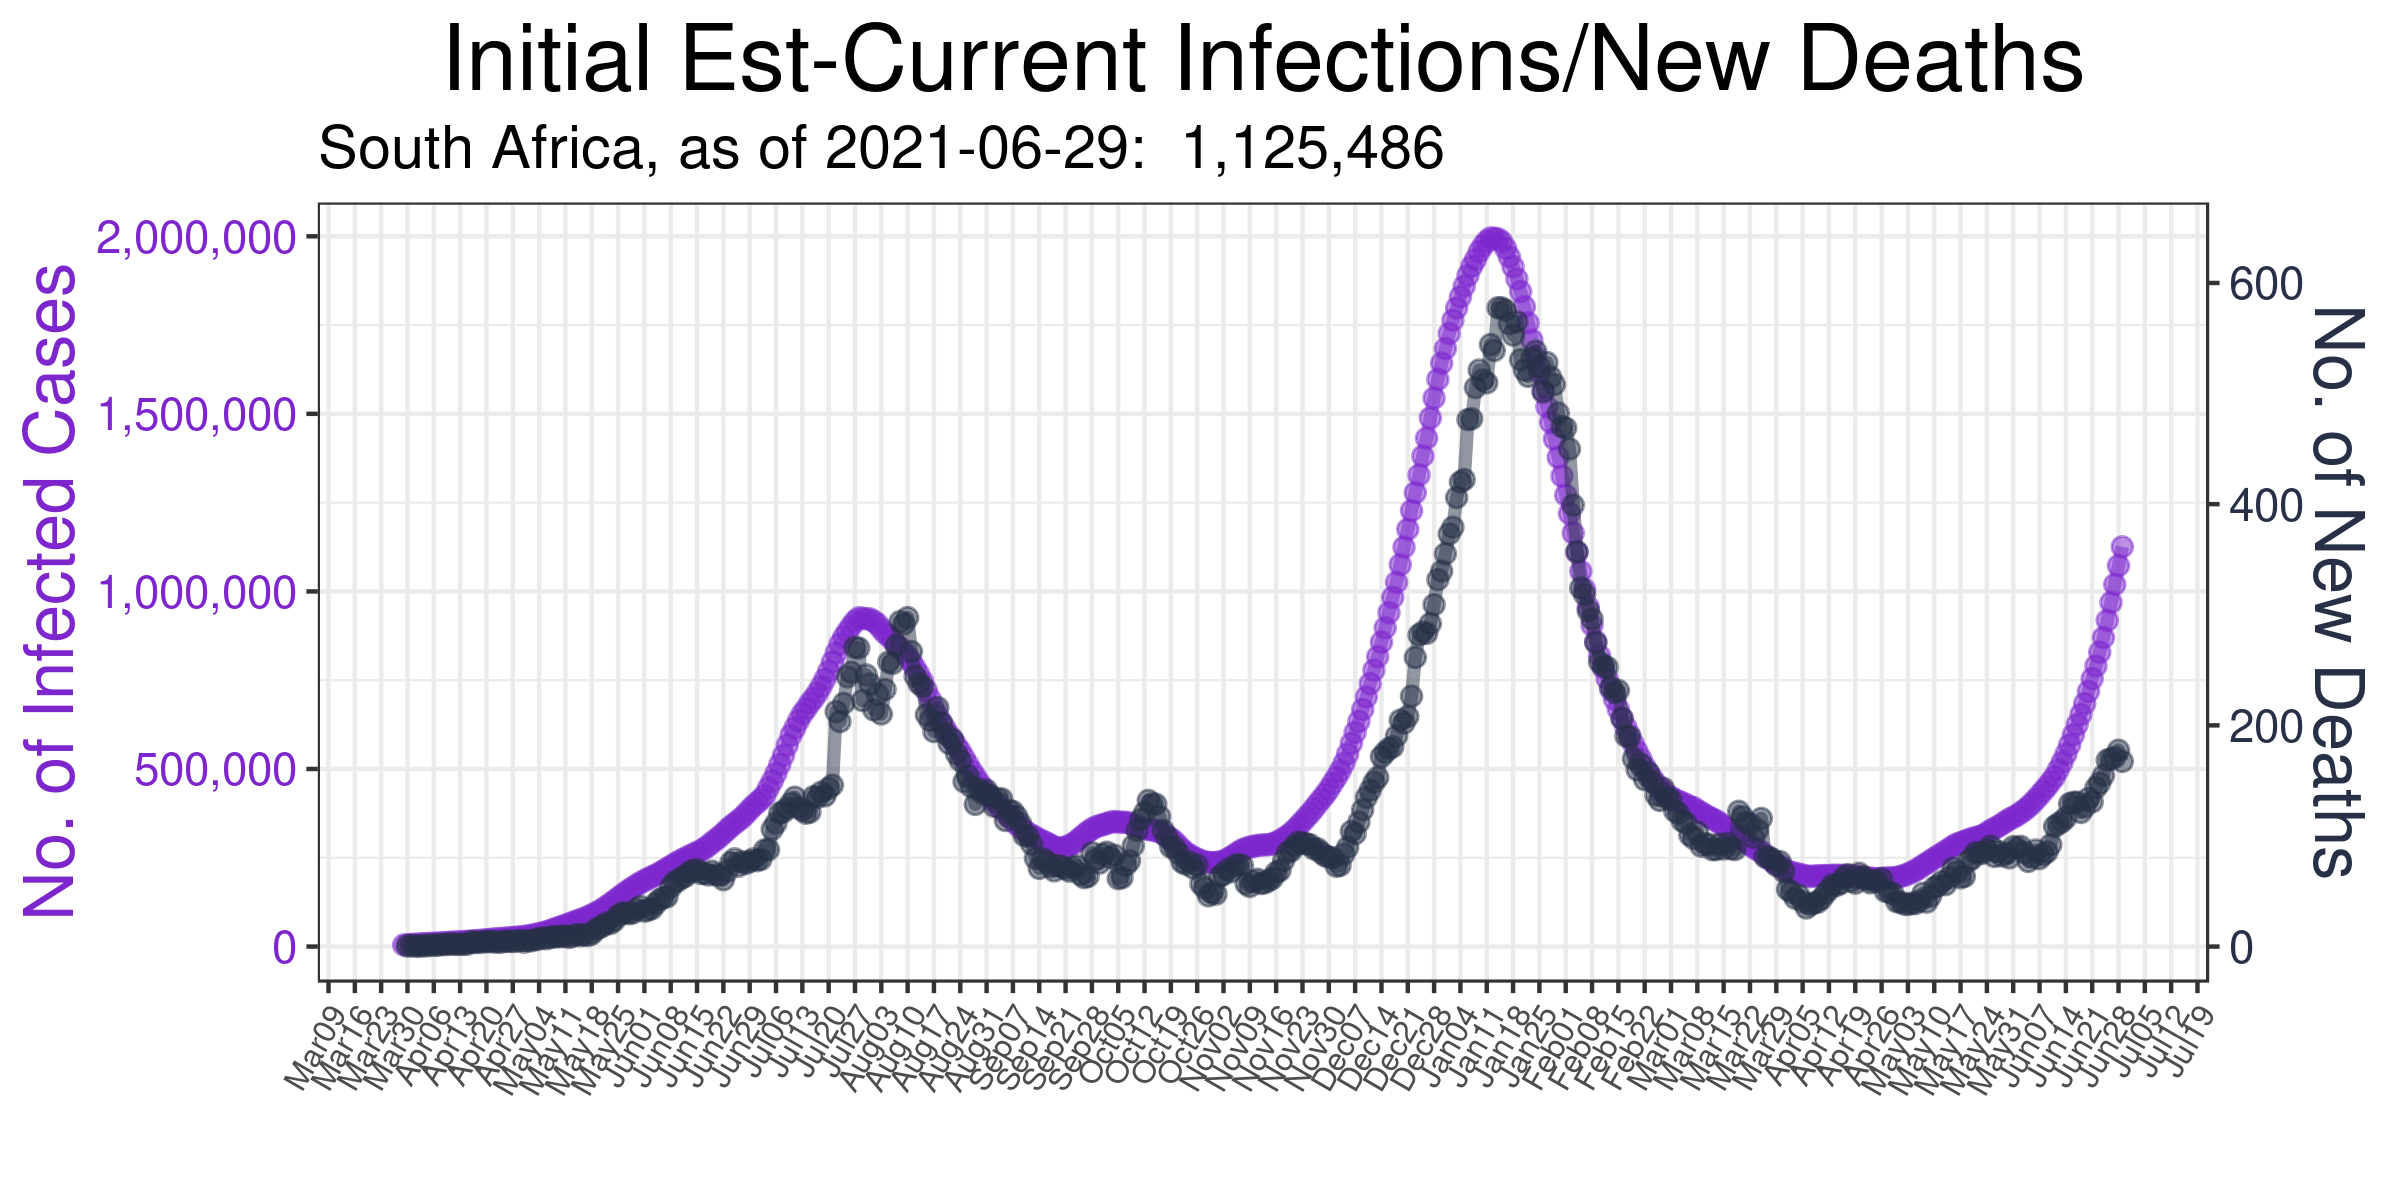 Initial Est-Current Infections/New Deaths
South Africa, as of 2021-06-29:  1,125,486
No. of Infected Cases
2,000,000
1,500,000
1,000,000
500,000
0
600
400
200
0
No. of New Deaths
Mar09
Mar16
Mar23
Mar30
Apr06
Apr13
Apr20
Apr27
May04
May11
May18
May25
Jun01
Jun08
Jun15
Jun22
Jun29
Jul06
Jul13
Jul20
Jul27
Aug03
Aug10
Aug17
Aug24
Aug31
Sep07
Sep14
Sep21
Sep28
Oct05
Oct12
Oct19
Oct26
Nov02
Nov09
Nov16
Nov23
Nov30
Dec07
Dec14
Dec21
Dec28
Jan04
Jan11
Jan18
Jan25
Feb01
Feb08
Feb15
Feb22
Mar01
Mar08
Mar15
Mar22
Mar29
Apr05
Apr12
Apr19
Apr26
May03
May10
May17
May24
May31
Jun07
Jun14
Jun21
Jun28
Jul05
Jul12
Jul19